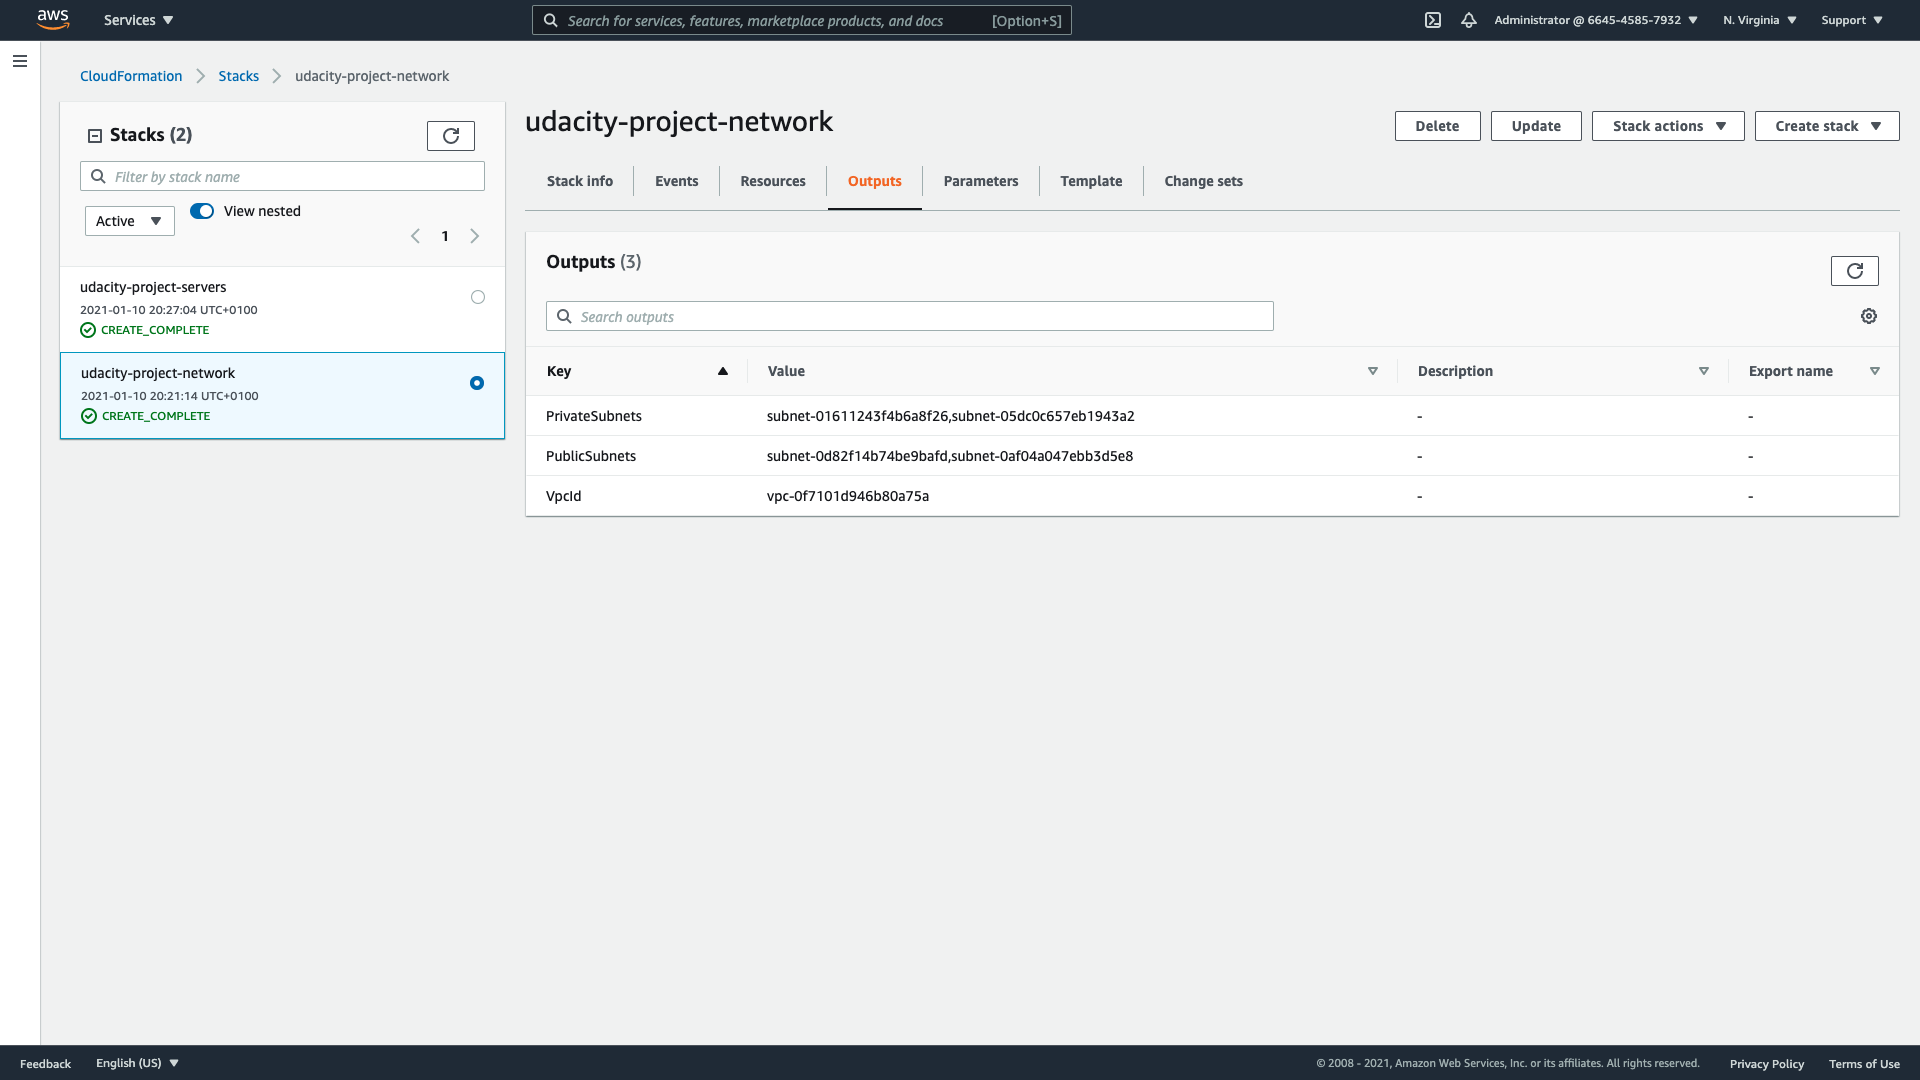 aws Services Search for services, features, marketplace products, and docs [Option+S] Administrator @ 6645-4585-7932 N. Virginia Support
CloudFormation Stacks udacity-project-network
Stacks (2)
Filter by stack name
Active View nested
1
udacity-project-servers
2021-01-10 20:27:04 UTC+0100
CREATE_COMPLETE
udacity-project-network
2021-01-10 20:21:14 UTC+0100
CREATE_COMPLETE
udacity-project-network
Delete Update Stack actions Create stack
Stack info Events Resources Outputs Parameters Template Change sets
Outputs (3)
Search outputs
Key Value Description Export name
PrivateSubnets subnet-01611243f4b6a8f26,subnet-05dc0c657eb1943a2 - -
PublicSubnets subnet-0d82f14b74be9bafd,subnet-0af04a047ebb3d5e8 - -
VpcId vpc-0f7101d946b80a75a - -
Feedback English (US) © 2008 - 2021, Amazon Web Services, Inc. or its affiliates. All rights reserved. Privacy Policy Terms of Use